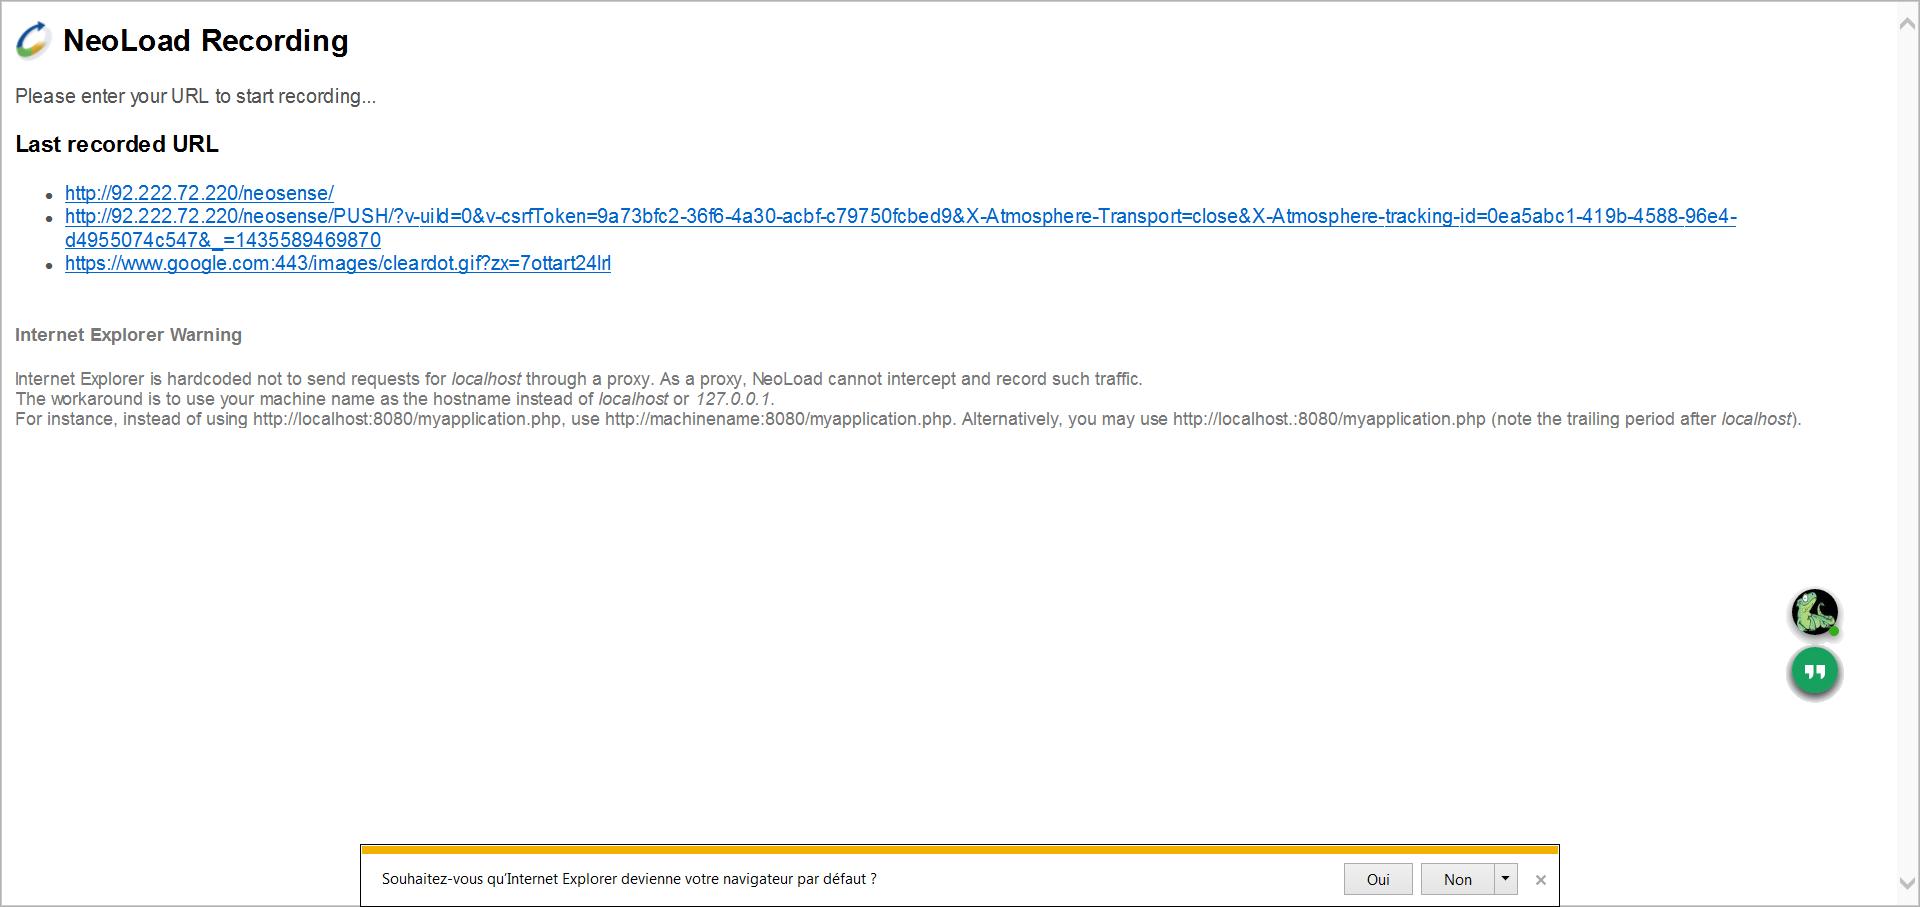 NeoLoad Recording
Please enter your URL to start recording...
Last recorded URL
http://92.222.72.220/neosense/
http://92.222.72.220/neosense/PUSH/?v-uiId=0&v-csrfToken=9a73bfc2-36f6-4a30-acbf-c79750fcbed9&X-Atmosphere-Transport=close&X-Atmosphere-tracking-id=0ea5abc1-419b-4588-96e4-
d4955074c547&_=1435589469870
https://www.google.com:443/images/cleardot.gif?zx=7ottart24lrl
Internet Explorer Warning
Internet Explorer is hardcoded not to send requests for localhost through a proxy. As a proxy, NeoLoad cannot intercept and record such traffic.
The workaround is to use your machine name as the hostname instead of localhost or 127.0.0.1.
For instance, instead of using http://localhost:8080/myapplication.php, use http://machinename:8080/myapplication.php. Alternatively, you may use http://localhost.:8080/myapplication.php (note the trailing period after localhost).
Souhaitez-vous qu'Internet Explorer devienne votre navigateur par défaut ?
Oui
Non